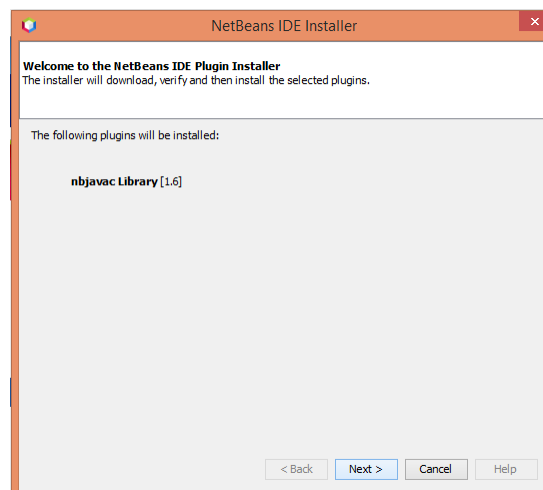 NetBeans IDE Installer
Welcome to the NetBeans IDE Plugin Installer
The installer will download, verify and then install the selected plugins.
The following plugins will be installed:
nbjavac Library [1.6]
< Back Next > Cancel Help